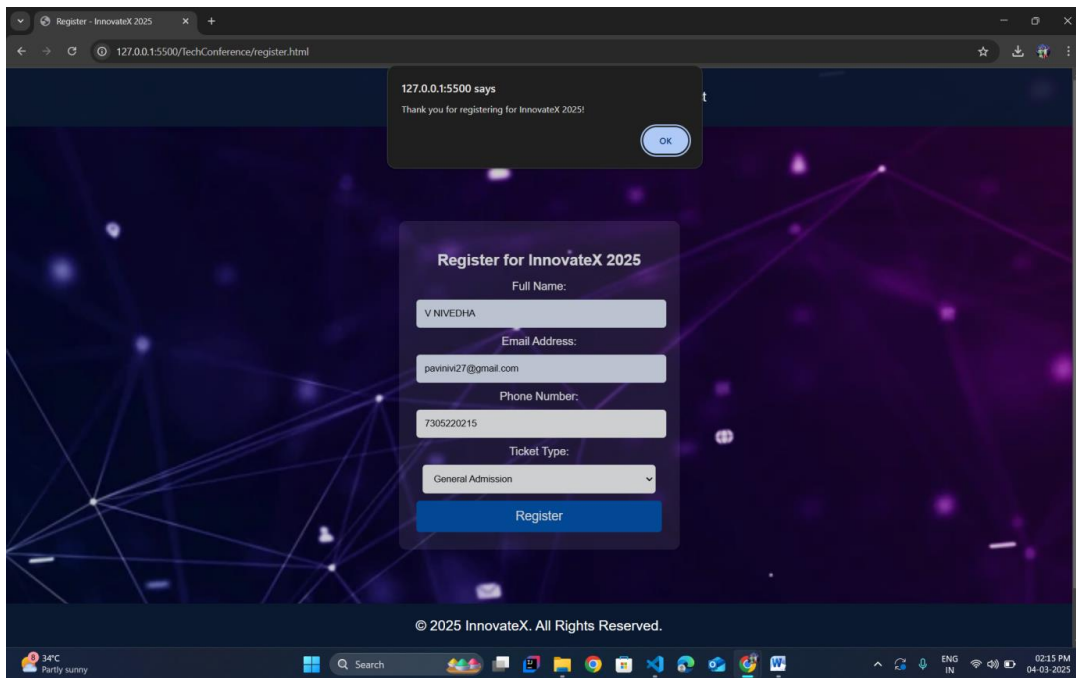 Register - InnovateX 2025
127.0.0.1:5500/TechConference/register.html
127.0.0.1:5500 says
Thank you for registering for InnovateX 2025!
OK
t
Register for InnovateX 2025
Full Name:
V NIVEDHA
Email Address:
pavinivi27@gmail.com
Phone Number:
7305220215
Ticket Type:
General Admission
Register
© 2025 InnovateX. All Rights Reserved.
8
34°C
Partly sunny
Search
ENG
IN
02:15 PM
04-03-2025